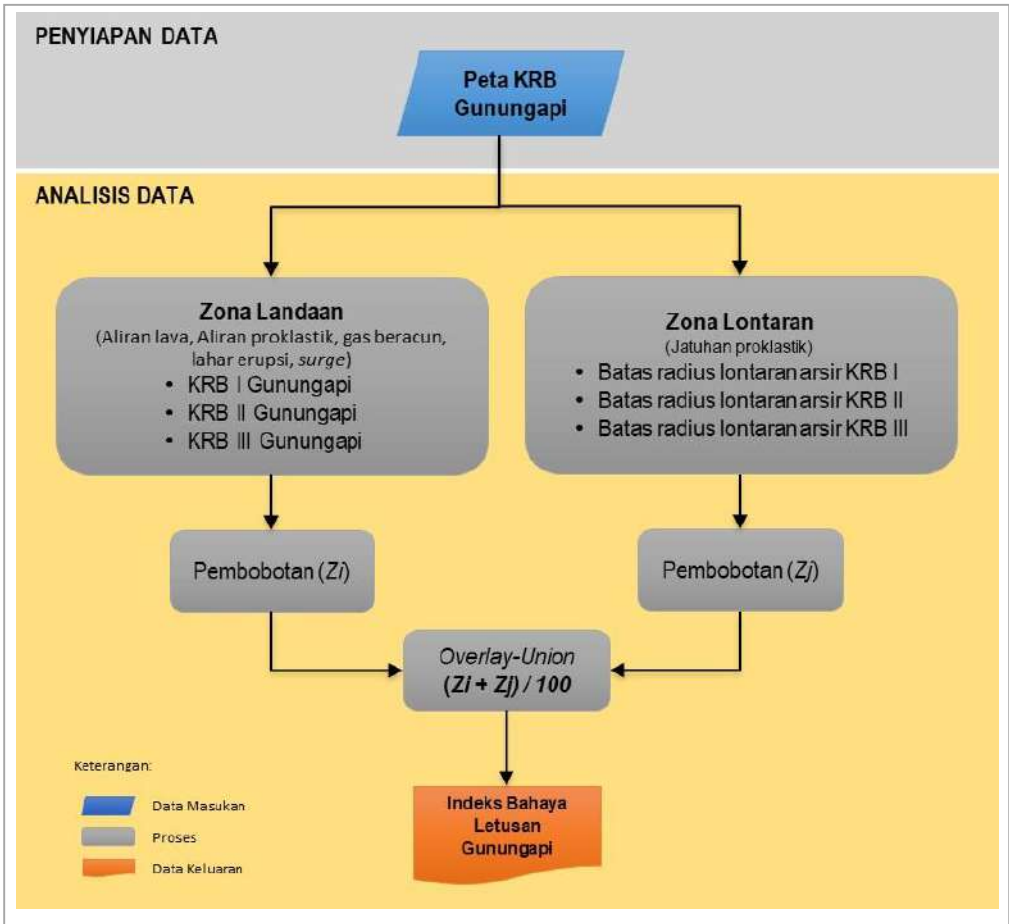 PENYIAPAN DATA
Peta KRB
Gunungapi
ANALISIS DATA
Zona Landaan
(Aliran lava, Aliran proklastik, gas beracun,
lahar erupsi, surge)
• KRB I Gunungapi
• KRB II Gunungapi
• KRB III Gunungapi
Zona Lontaran
(Jatuhan proklastik)
• Batas radius lontaran arsir KRB I
• Batas radius lontaran arsir KRB II
• Batas radius lontaran arsir KRB III
Pembobotan (Zi)
Pembobotan (Zj)
Overlay-Union
(Zi + Zj) / 100
Indeks Bahaya
Letusan
Gunungapi
Keterangan:
Data Masukan
Proses
Data Keluaran